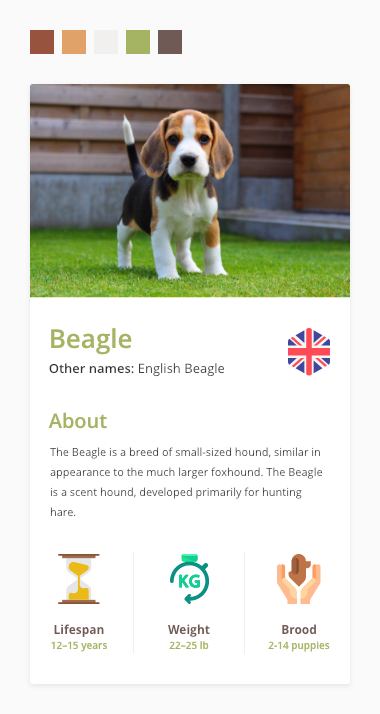 Beagle
Other names: English Beagle
About
The Beagle is a breed of small-sized hound, similar in
appearance to the much larger foxhound. The Beagle
is a scent hound, developed primarily for hunting
hare.
KG
Lifespan
12–15 years
Weight
22–25 lb
Brood
2-14 puppies